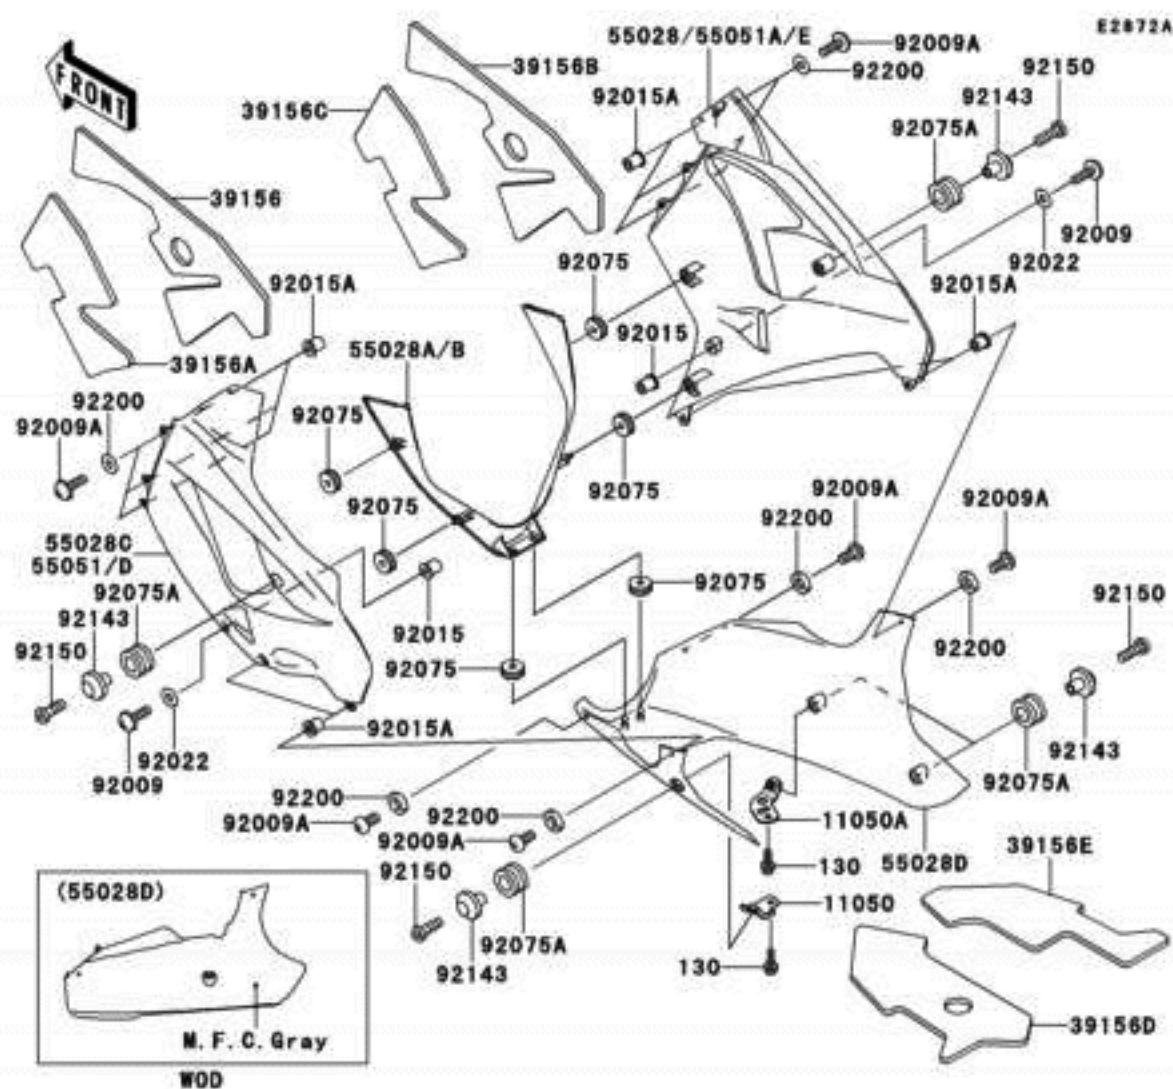 E2872A
55028/55051A/E
92009A
39156B
92200
92150
FRONT
39156C
92015A
92143
92075A
39156
92075
92009
92022
92015A
92015A
92015
55028A/B
39156A
92200
92009A
92075
92075
92009A
92009A
92200
92075
55028C
55051/D
92075A
92075
92150
92143
92015
92200
92150
92075
92015A
92143
92022
92009
92075A
92200
92200
92009A
92009A
11050A
55028D
39156E
92150
130
(55028D)
11050
92075A
92143
130
39156D
M.F.C.Gray
WOD